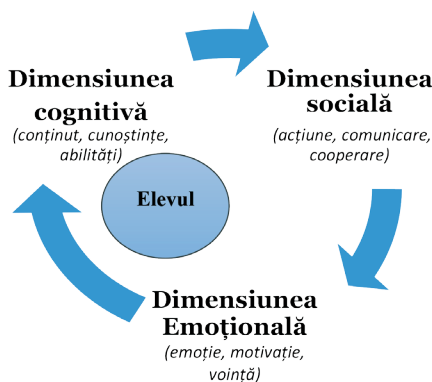 Dimensiunea
cognitivă
(conținut, cunoștințe,
abilități)
Dimensiunea
socială
(acțiune, comunicare,
cooperare)
Elevul
Dimensiunea
Emoțională
(emoție, motivație,
voință)